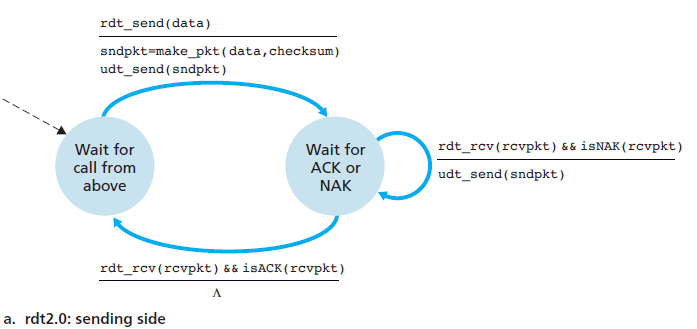 rdt_send(data)
sndpkt=make_pkt(data,checksum)
udt_send(sndpkt)
Wait for
call from
above
Wait for
ACK or
NAK
rdt_rcv(rcvpkt) && isNAK(rcvpkt)
udt_send(sndpkt)
rdt_rcv(rcvpkt) && isACK(rcvpkt)
Λ
a. rdt2.0: sending side